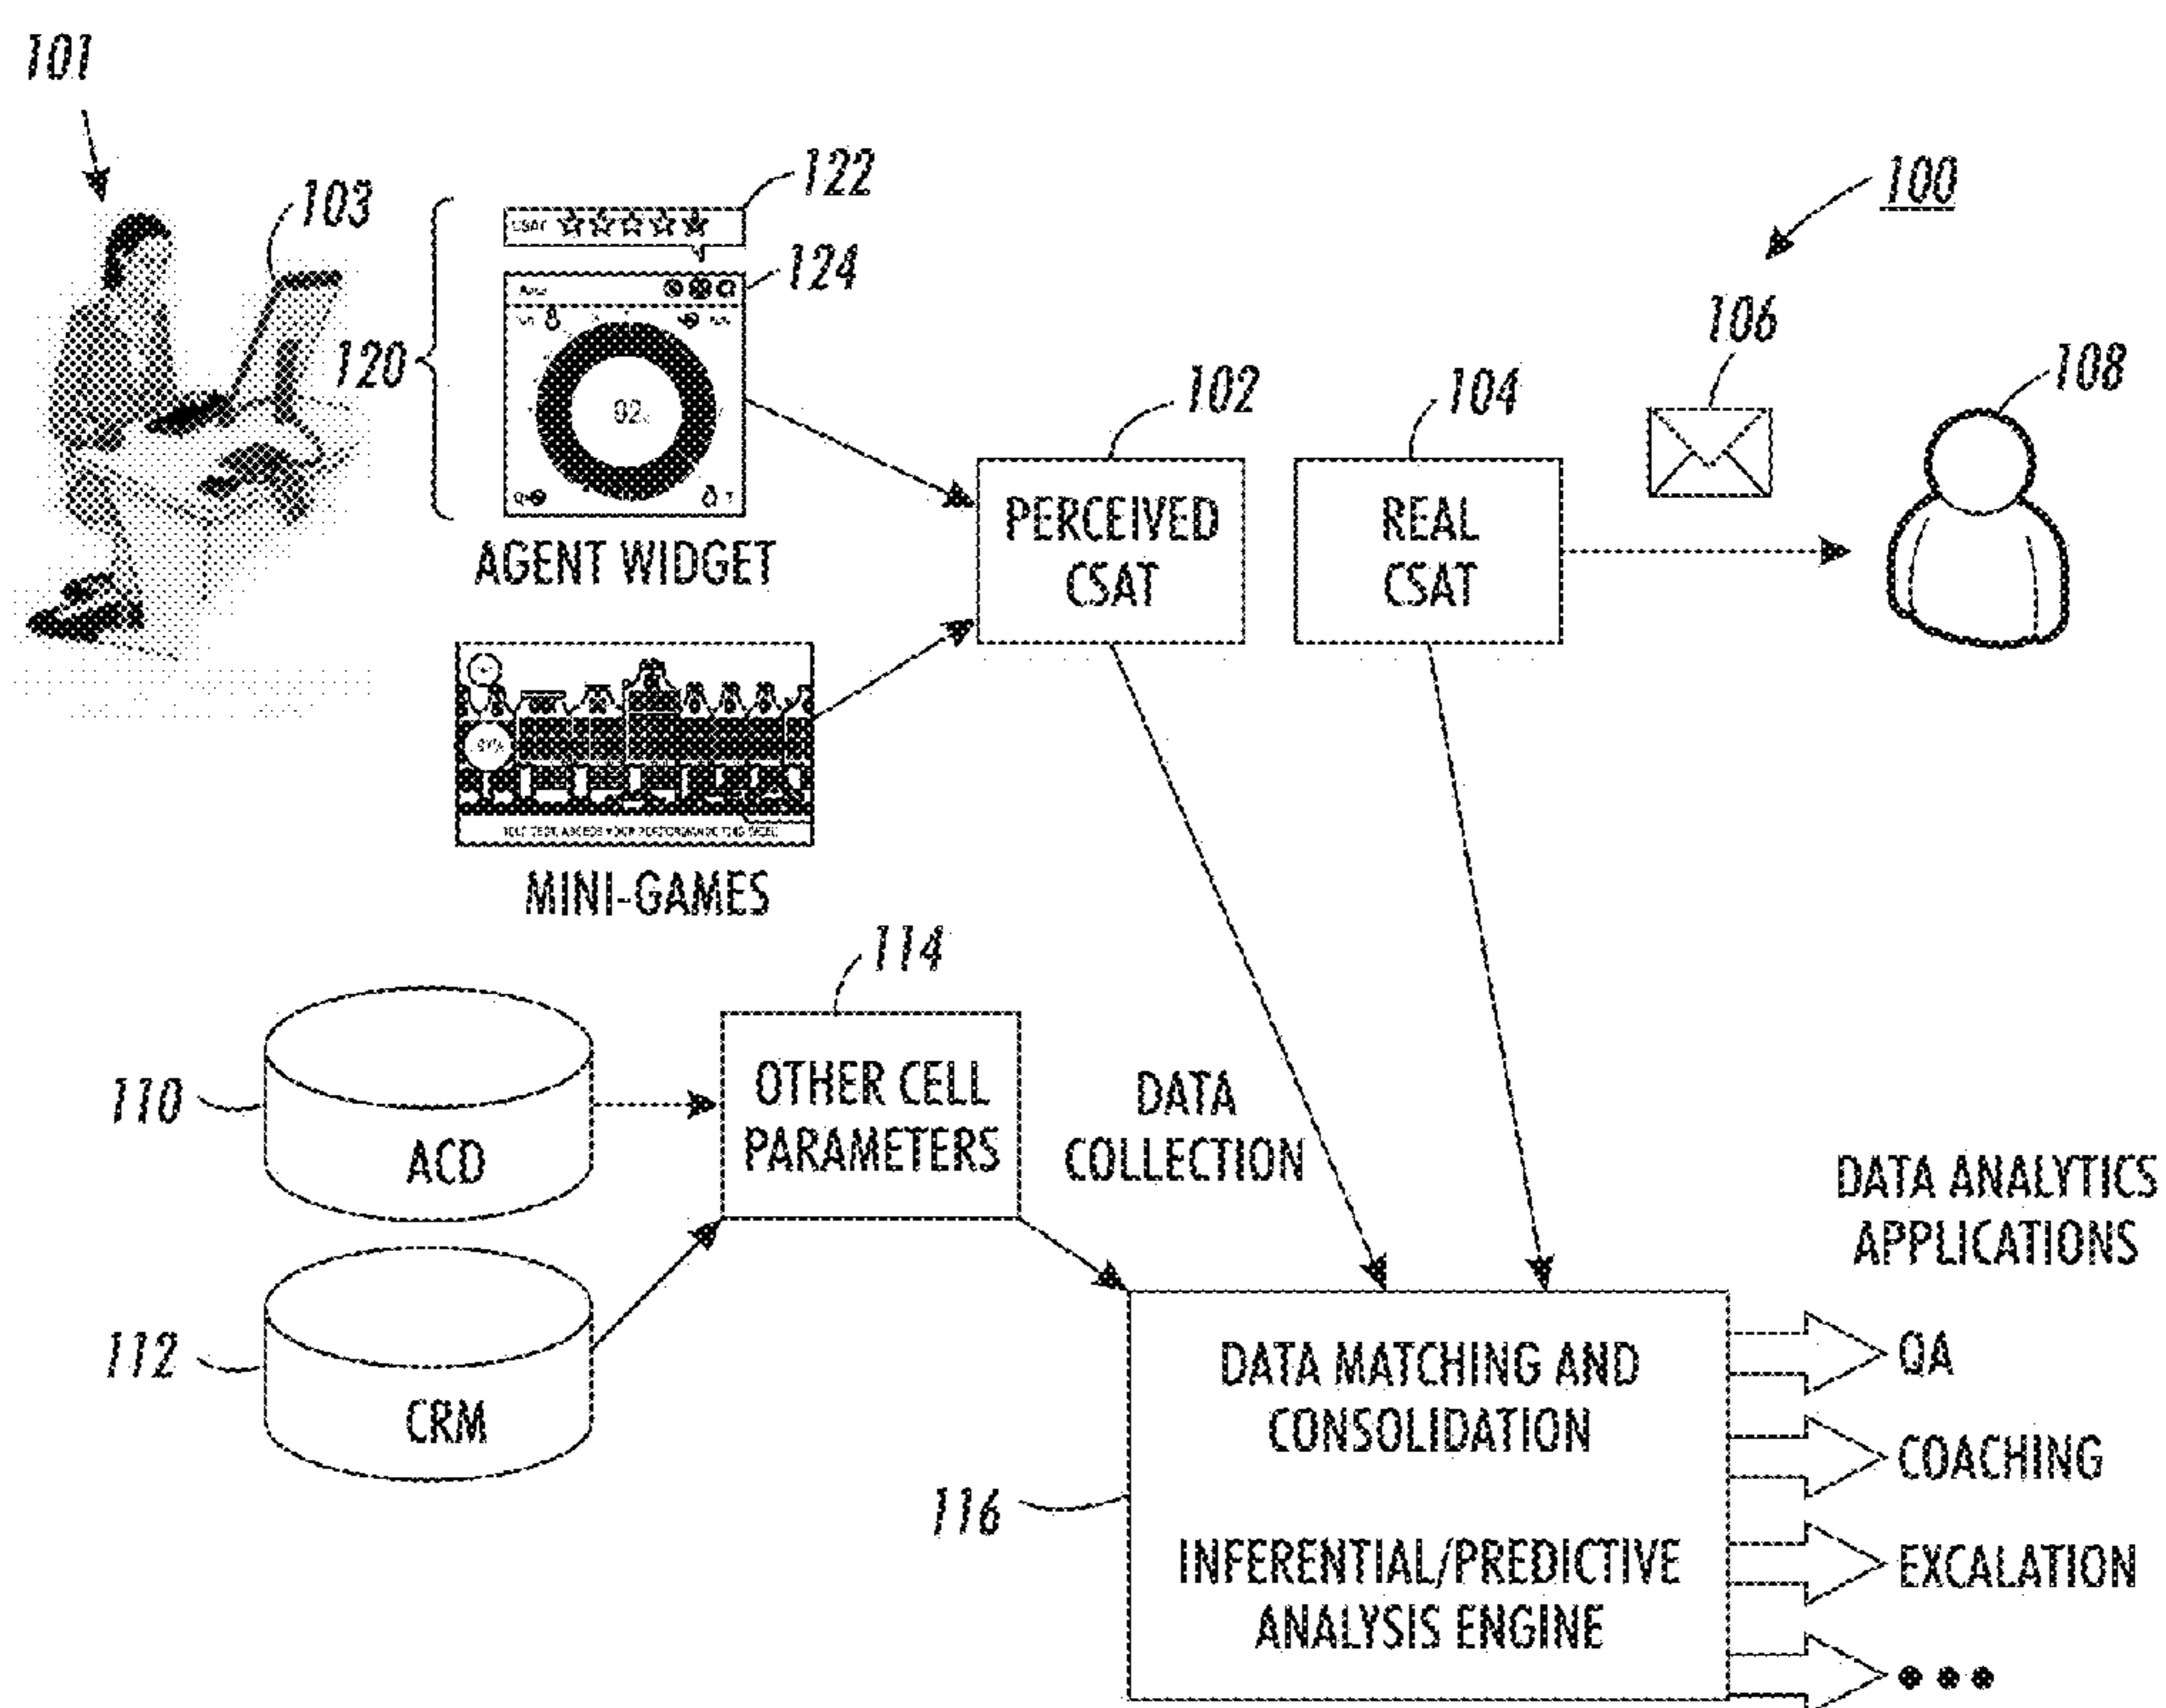 101
103
120
122
CSAT
124
92%
AGENT WIDGET
MINI-GAMES
102
PERCEIVED
CSAT
104
REAL
CSAT
100
106
108
110
ACD
112
CRM
114
OTHER CELL
PARAMETERS
DATA
COLLECTION
116
DATA MATCHING AND
CONSOLIDATION
INFERENTIAL/PREDICTIVE
ANALYSIS ENGINE
DATA ANALYTICS
APPLICATIONS
QA
COACHING
EXCALATION
● ● ●